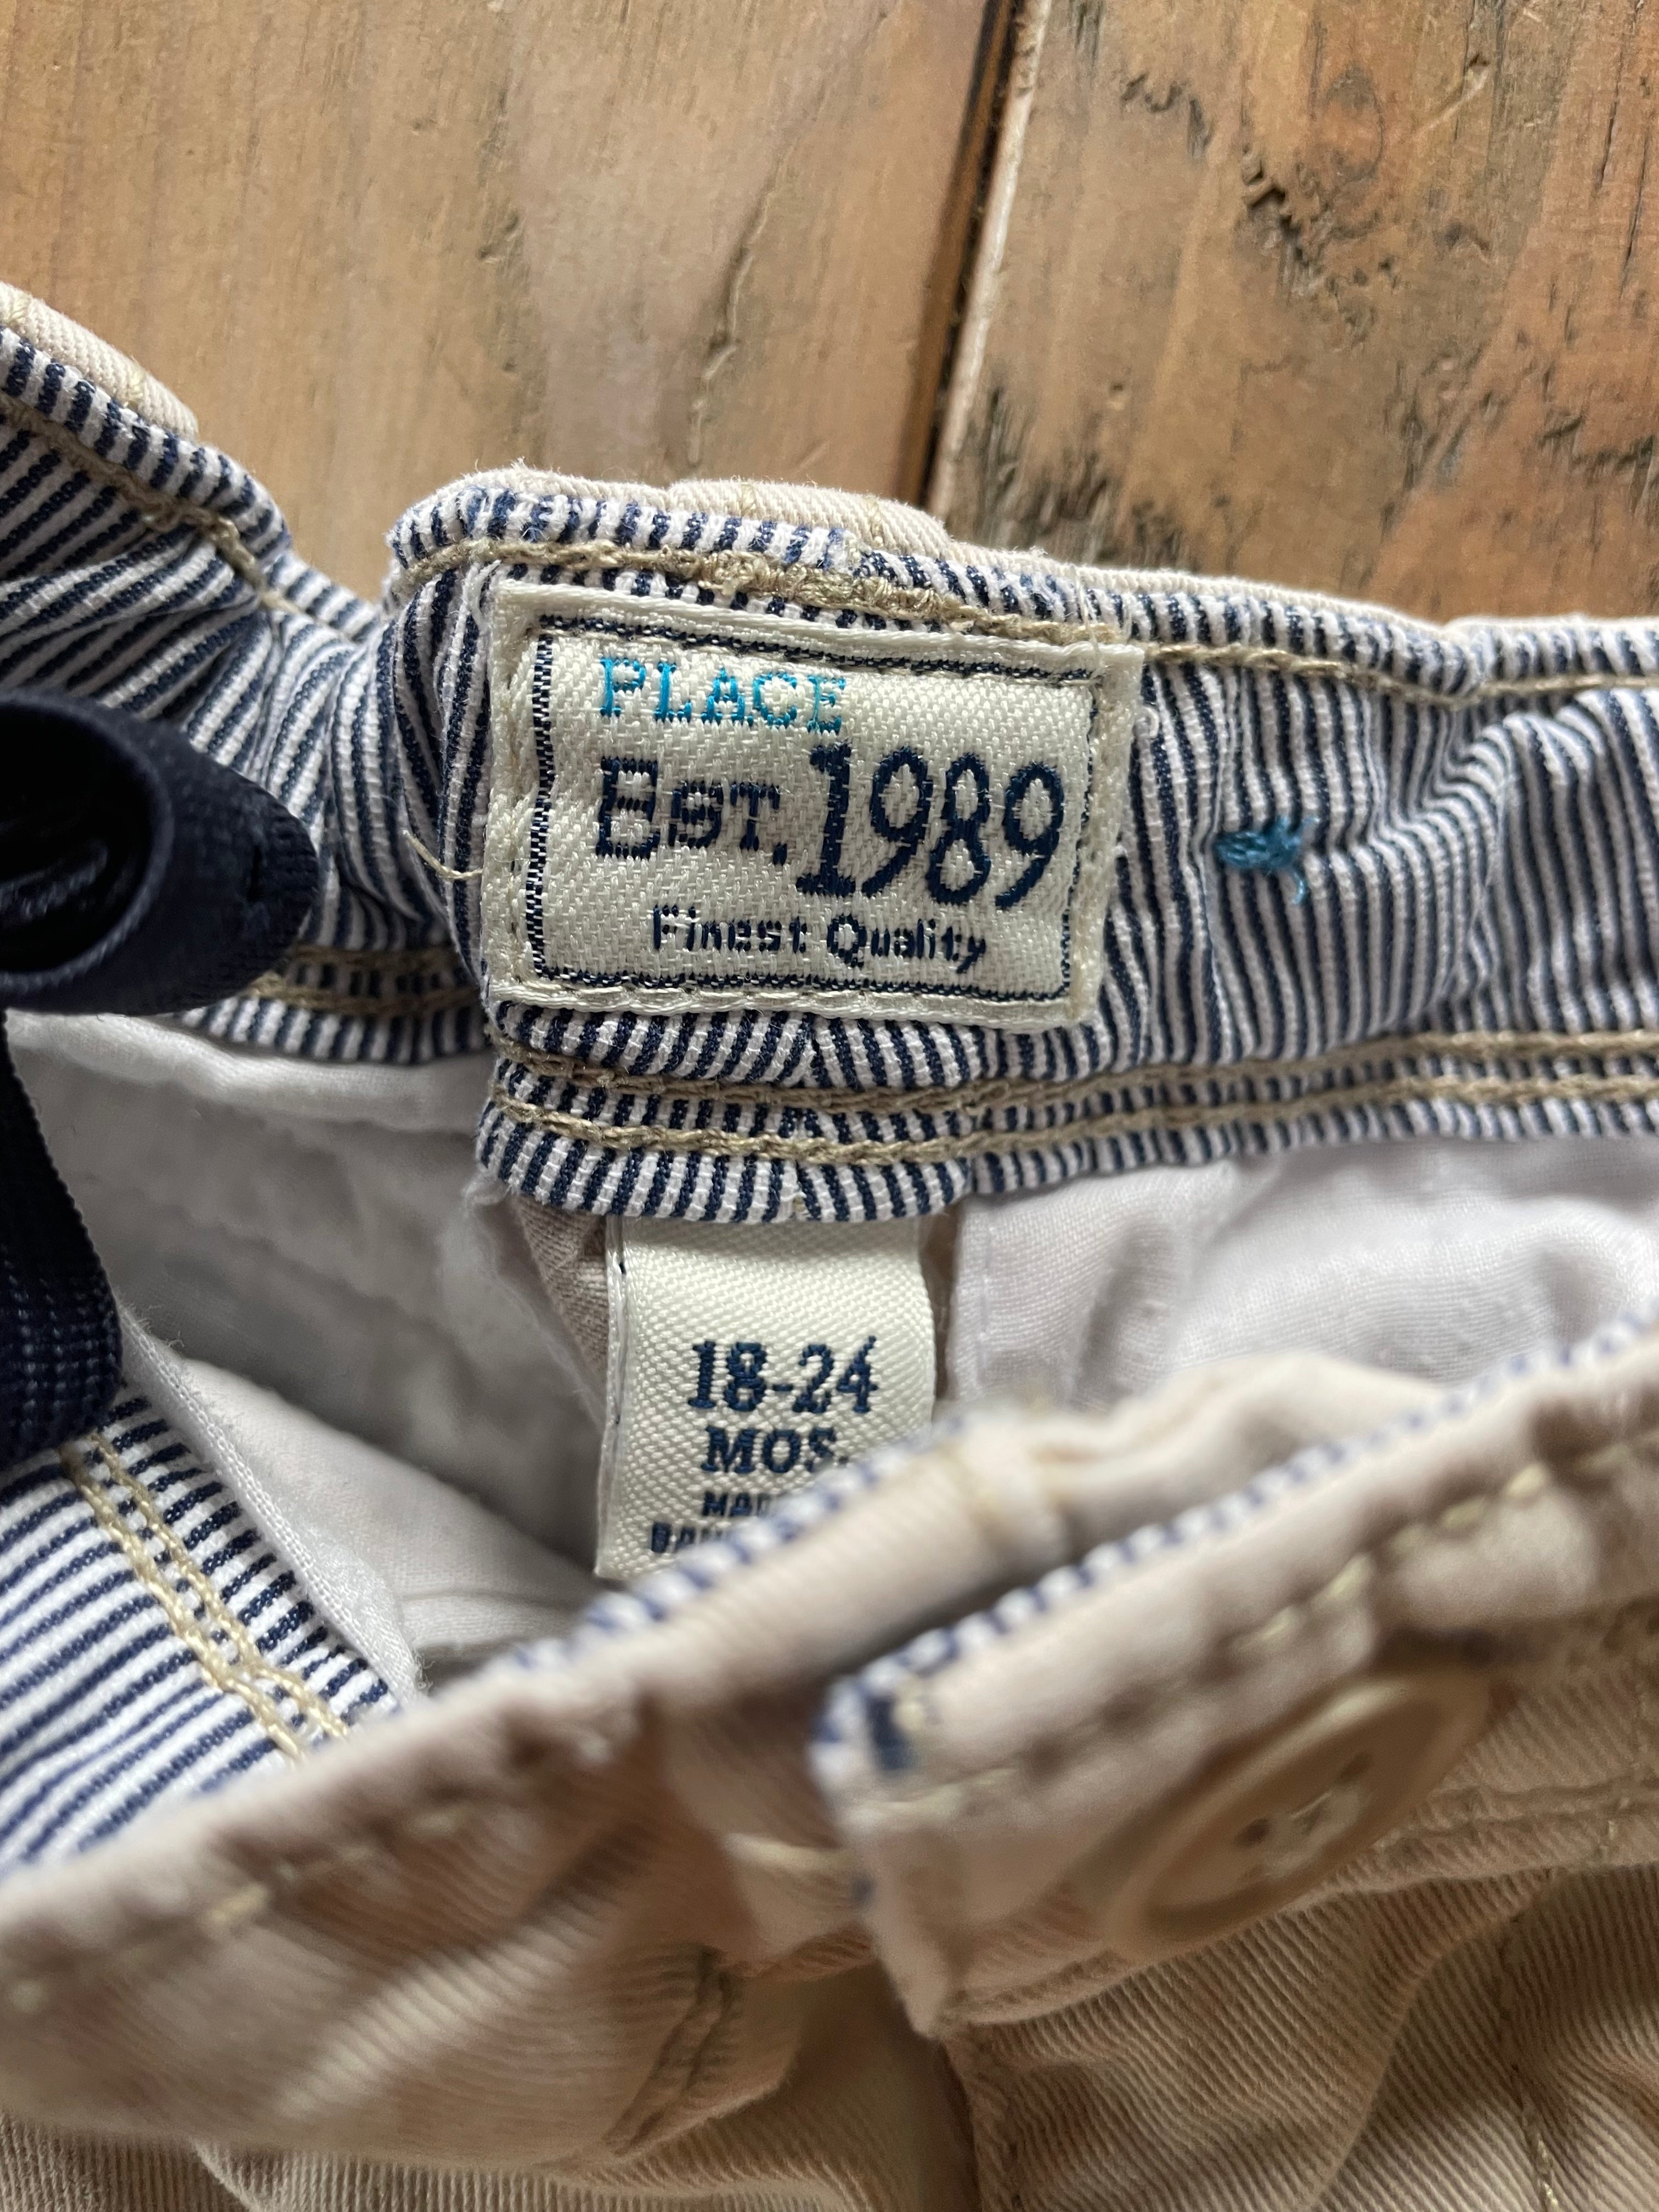 PLACE
EST. 1989
Finest Quality
18-24
MOS.